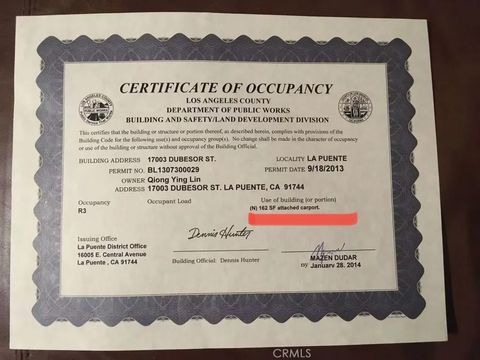 CERTIFICATE OF OCCUPANCY
LOS ANGELES COUNTY
DEPARTMENT OF PUBLIC WORKS
BUILDING AND SAFETY/LAND DEVELOPMENT DIVISION
This certifies that the building or structure or portion thereof, as described herein, complies with provisions of the
Building Code for the following use(s) and occupancy group(s). No change shall be made in the character of occupancy
or use of the building or structure without approval of the Building Official.
BUILDING ADDRESS 17003 DUBESOR ST. LOCALITY LA PUENTE
PERMIT NO. BL1307300029 PERMIT DATE 9/18/2013
OWNER Qiong Ying Lin
ADDRESS 17003 DUBESOR ST. LA PUENTE, CA 91744
Occupancy Occupant Load Use of building (or portion)
R3 (N) 162 SF attached carport.
Dennis Hunter
Issuing Office
La Puente District Office
16005 E. Central Avenue
La Puente , CA 91744
Building Official: Dennis Hunter
MAZEN DUDAR
by January 28, 2014
CRMLS